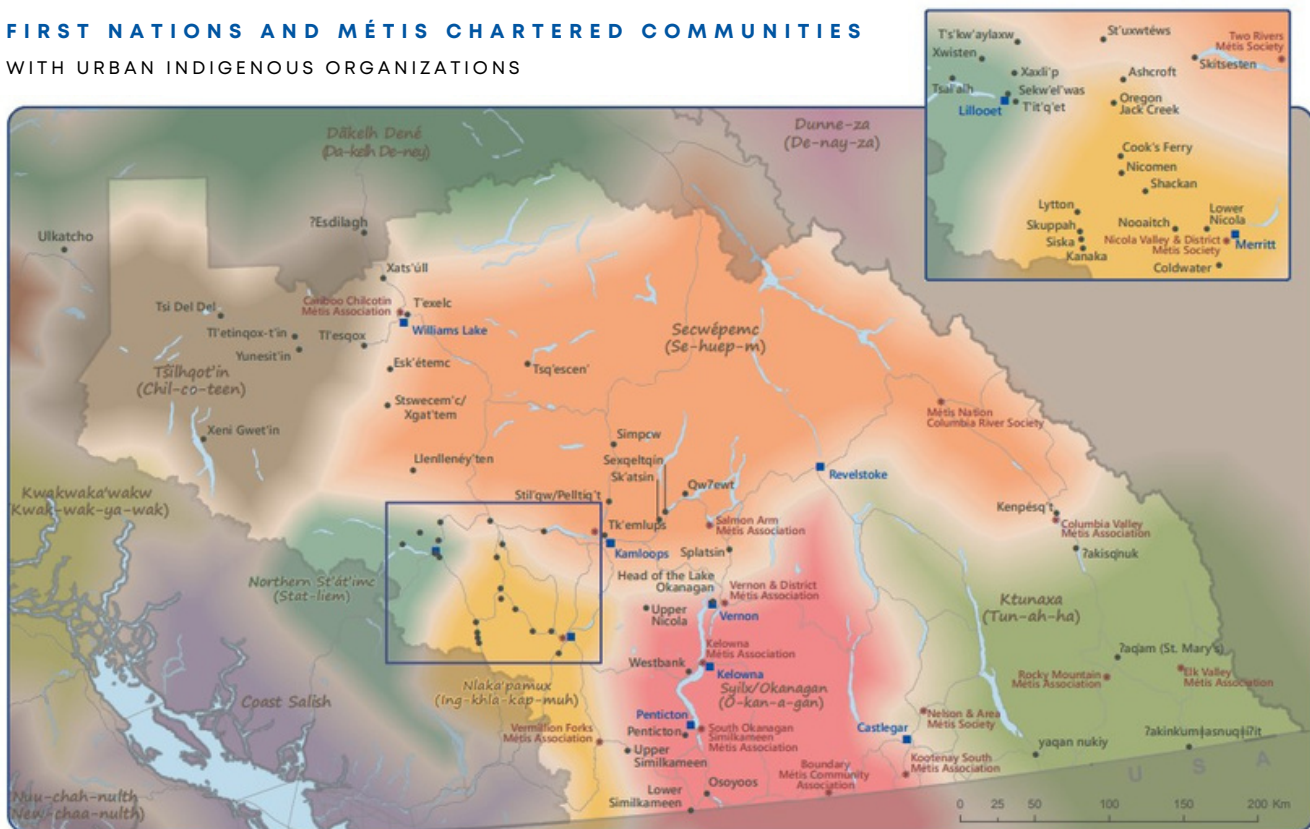 FIRST NATIONS AND MÉTIS CHARTERED COMMUNITIES
WITH URBAN INDIGENOUS ORGANIZATIONS
T's'kw'aylaxw
St'uxwtéws
Two Rivers
Métis Society
Xwisten
Skitsesten
Xaxli'p
Ashcroft
Tsal'alh
Sekw'el'was
Lillooet
T'it'q'et
Oregon
Jack Creek
Cook's Ferry
Nicomen
Shackan
Lytton
Lower
Nicola
Skuppah
Nooaitch
Siska
Nicola Valley & District
Métis Society
Merritt
Kanaka
Coldwater
Dãkelh Dené
(Da-kelh De-ney)
Dunne-za
(De-nay-za)
?Esdilagh
Ulkatcho
Xats'úll
Cariboo Chilcotin
Métis Association
T'exelc
Tsi Del Del
Williams Lake
Tl'etinqox-t'in
Tl'esqox
Yunesit'in
Secwépemc
(Se-huep-m)
Esk'étemc
Tsq'escen'
Tŝilhqot'in
(Chil-co-teen)
Stswecem'c/
Xgat'tem
Métis Nation
Columbia River Society
Xeni Gwet'in
Simpcw
Llenllenéy'ten
Sexqeltqín
Sk'atsin
Revelstoke
Qw?ewt
Kwakwaka'wakw
(Kwak-wak-ya-wak)
Stil'qw/Pelltiq't
Kenpésq't
Tk'emlups
Salmon Arm
Métis Association
Columbia Valley
Métis Association
Kamloops
Splatsin
?akisq̓nuk
Northern St'át'imc
(Stat-liem)
Head of the Lake
Okanagan
Vernon & District
Métis Association
Upper
Nicola
Vernon
Ktunaxa
(Tun-ah-ha)
Kelowna
Métis Association
?aq̓am (St. Mary's)
Westbank
Kelowna
Rocky Mountain
Métis Association
Elk Valley
Métis Association
Nlaka'pamux
(Ing-khla-kap-muh)
Syilx/Okanagan
(O-kan-a-gan)
Coast Salish
Penticton
Nelson & Area
Métis Society
Vermilion Forks
Métis Association
Penticton
South Okanagan
Similkameen
Métis Association
Castlegar
yaqan nukiy
Upper
Similkameen
Kootenay South
Métis Association
Boundary
Métis Community
Association
U S A
Osoyoos
Nuu-chah-nulth
New-chaa-nulth)
Lower
Similkameen
0 25 50 100 150 200 Km